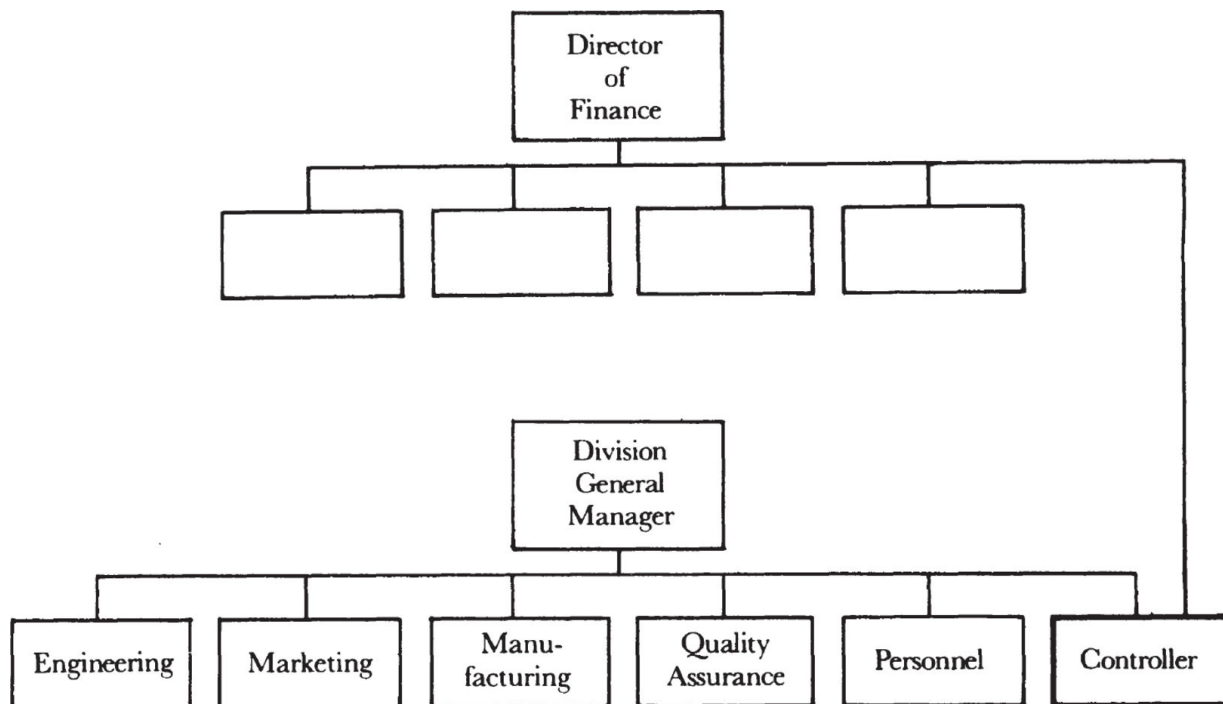 Director
of
Finance
Division
General
Manager
Engineering
Marketing
Manu-
facturing
Quality
Assurance
Personnel
Controller